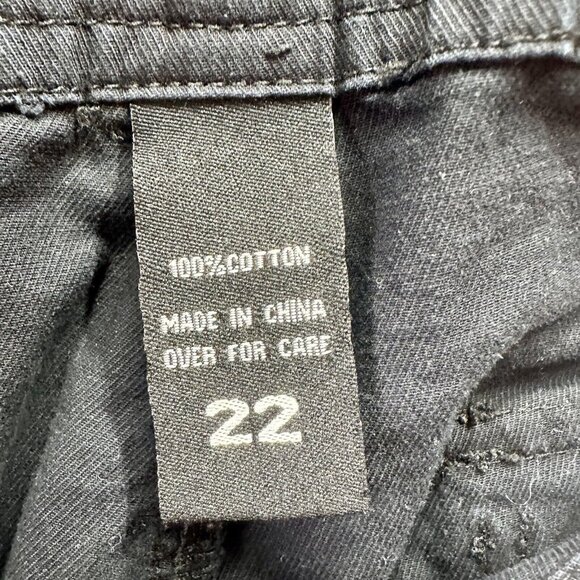 100%COTTON
MADE IN CHINA
OVER FOR CARE
22